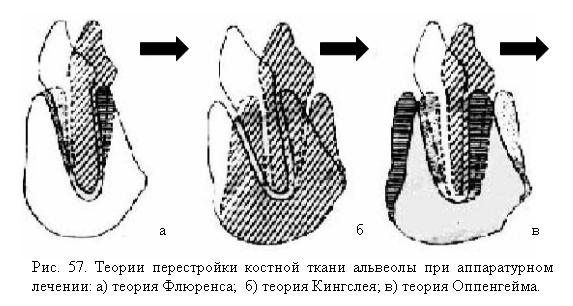 а б в
Рис. 57. Теории перестройки костной ткани альвеолы при аппаратурном
лечении: а) теория Флюренса; б) теория Кингслея; в) теория Оппенгейма.